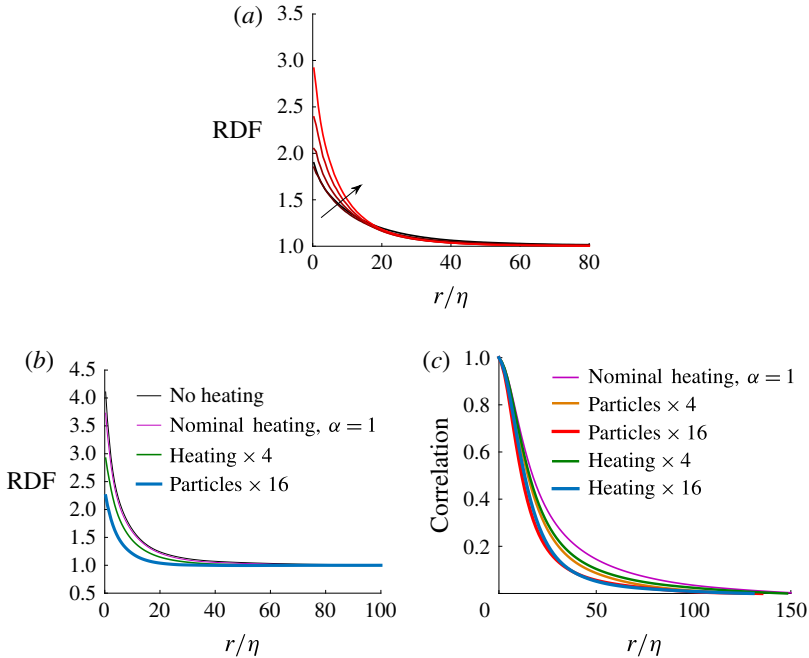 (a)
3.5
3.0
2.5
RDF
2.0
1.5
1.0
0 20 40 60 80
r/η
(b)
4.5
4.0
3.5
3.0
2.5
RDF
2.0
1.5
1.0
0.5
No heating
Nominal heating, α = 1
Heating × 4
Particles × 16
0 20 40 60 80 100
r/η
(c)
1.0
0.8
0.6
Correlation
0.4
0.2
Nominal heating, α = 1
Particles × 4
Particles × 16
Heating × 4
Heating × 16
0 50 100 150
r/η